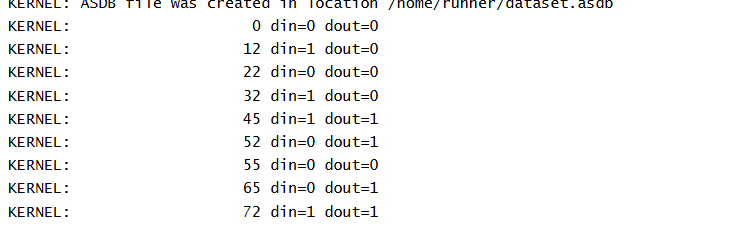 KERNEL: ASDB file was created in location /home/runner/dataset.asdb
KERNEL:                    0 din=0 dout=0
KERNEL:                   12 din=1 dout=0
KERNEL:                   22 din=0 dout=0
KERNEL:                   32 din=1 dout=0
KERNEL:                   45 din=1 dout=1
KERNEL:                   52 din=0 dout=1
KERNEL:                   55 din=0 dout=0
KERNEL:                   65 din=0 dout=1
KERNEL:                   72 din=1 dout=1